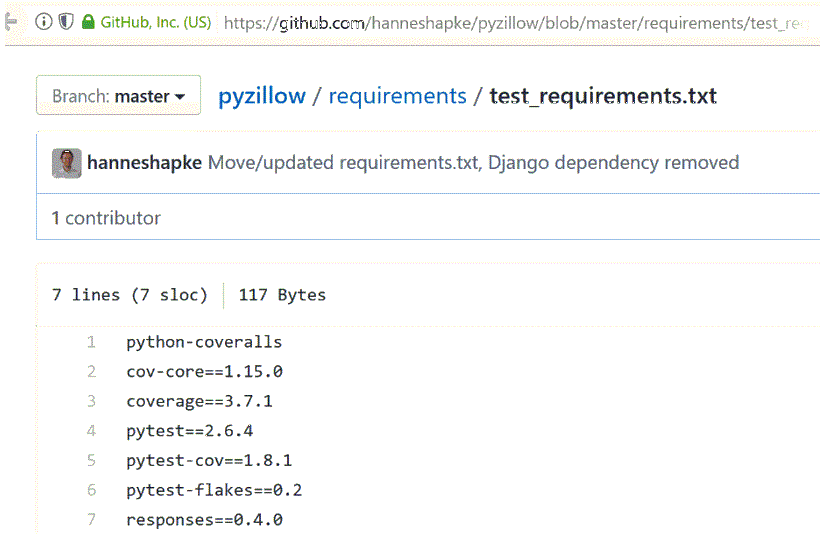 GitHub, Inc. (US) https://github.com/hanneshapke/pyzillow/blob/master/requirements/test_re
Branch: master pyzillow / requirements / test_requirements.txt
hanneshapke Move/updated requirements.txt, Django dependency removed
1 contributor
7 lines (7 sloc) 117 Bytes
1 python-coveralls
2 cov-core==1.15.0
3 coverage==3.7.1
4 pytest==2.6.4
5 pytest-cov==1.8.1
6 pytest-flakes==0.2
7 responses==0.4.0